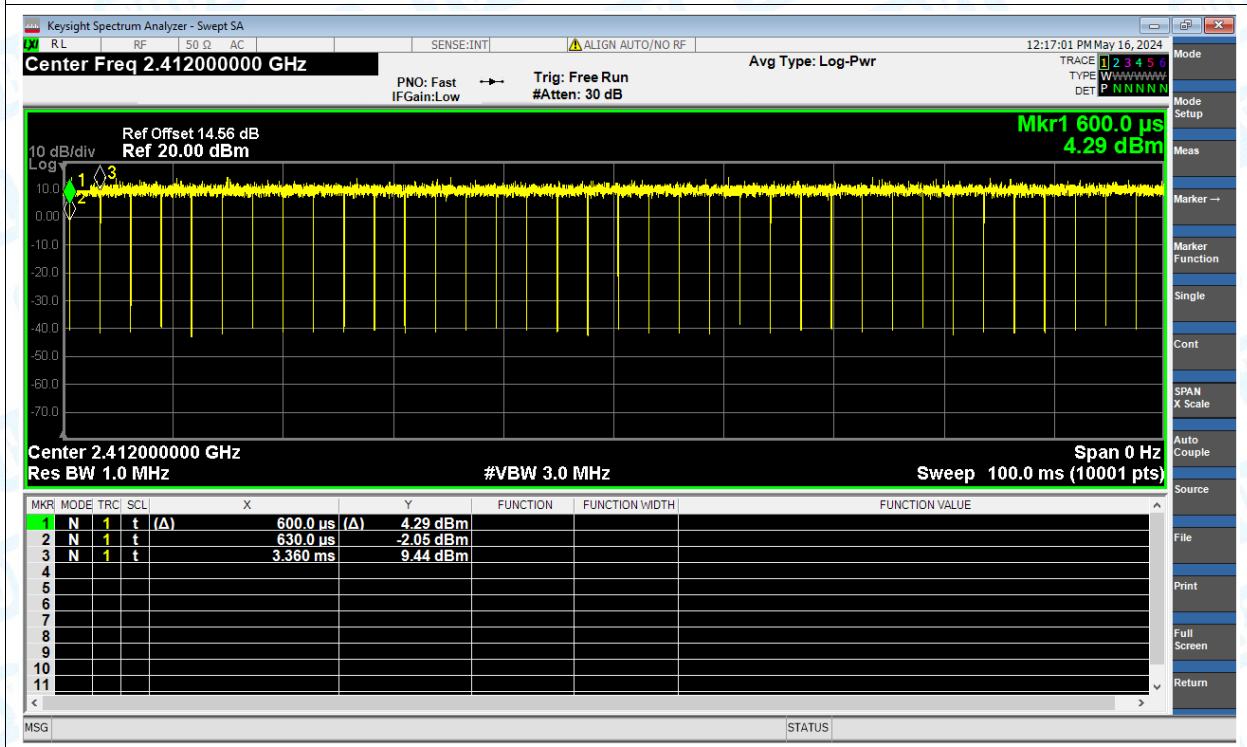 Keysight Spectrum Analyzer - Swept SA
LXI RL RF 50 Ω AC SENSE:INT ALIGN AUTO/NO RF 12:17:01 PM May 16, 2024
Center Freq 2.412000000 GHz
Avg Type: Log-Pwr
TRACE 1 2 3 4 5 6
PNO: Fast Trig: Free Run
TYPE WWWWWW
IFGain:Low #Atten: 30 dB
DET P N N N N N
Mkr1 600.0 µs
4.29 dBm
Ref Offset 14.56 dB
10 dB/div Ref 20.00 dBm
Log
1 3
10.0
2
0.00
-10.0
-20.0
-30.0
-40.0
-50.0
-60.0
-70.0
Center 2.412000000 GHz Span 0 Hz
Res BW 1.0 MHz #VBW 3.0 MHz Sweep 100.0 ms (10001 pts)
MKR MODE TRC SCL X Y FUNCTION FUNCTION WIDTH FUNCTION VALUE
1 N 1 t (Δ) 600.0 µs (Δ) 4.29 dBm
2 N 1 t 630.0 µs -2.05 dBm
3 N 1 t 3.360 ms 9.44 dBm
4
5
6
7
8
9
10
11
MSG STATUS
Mode
Mode Setup
Meas
Marker →
Marker Function
Single
Cont
SPAN X Scale
Auto Couple
Source
File
Print
Full Screen
Return